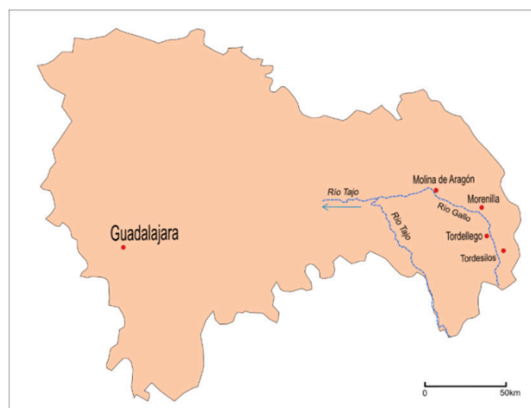 Molina de Aragón
Río Tajo
Morenilla
Río Gallo
Guadalajara
Río Tajo
Tordellego
Tordesilos
0
50km